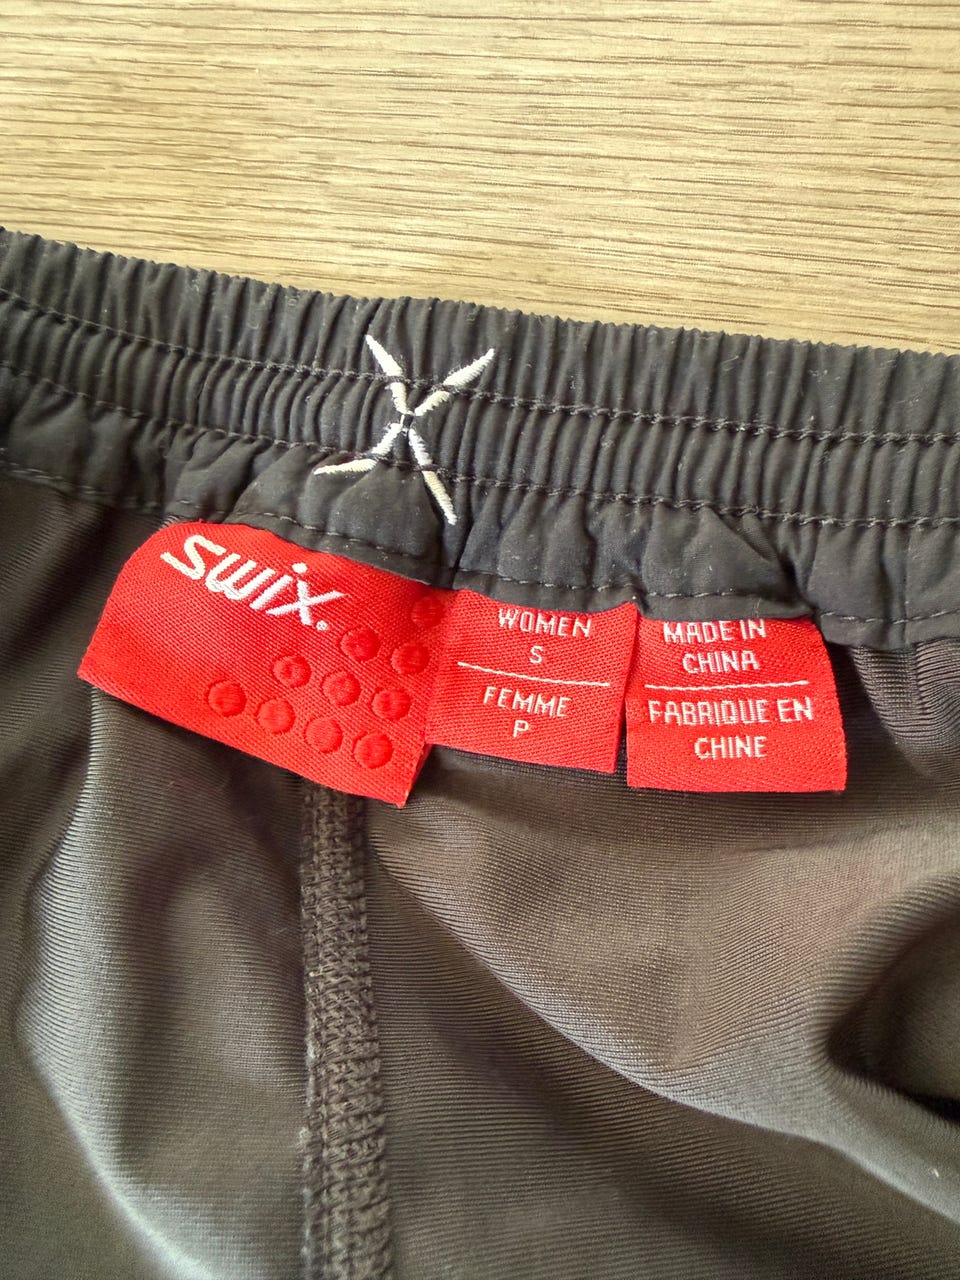 swix.
WOMEN
S
FEMME
P
MADE IN
CHINA
FABRIQUE EN
CHINE